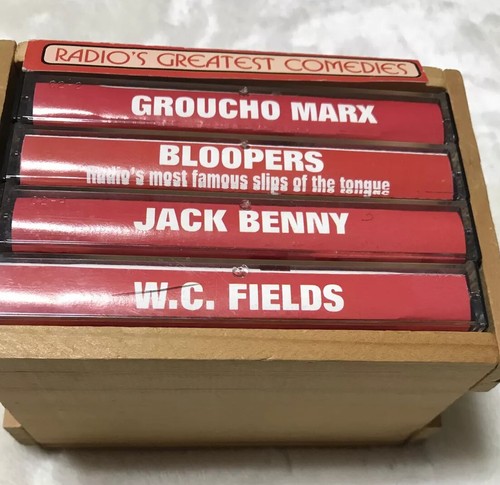 RADIO'S GREATEST COMEDIES
GROUCHO MARX
BLOOPERS
Radio's most famous slips of the tongue
JACK BENNY
W.C. FIELDS